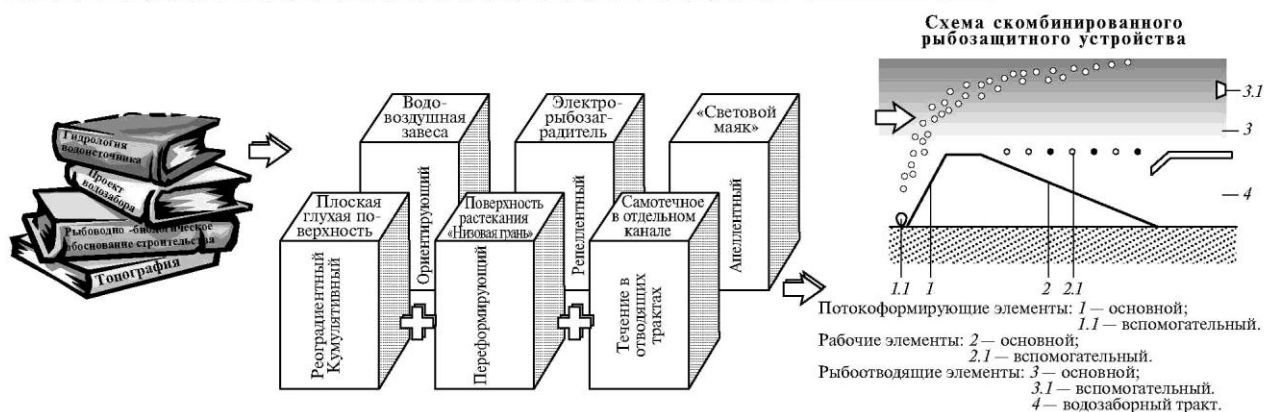 Гидрология
водоисточника
Проект
водозабора
Рыбоводно -биологическое
обоснование строительства
Топография
Водо-
воздушная
завеса
Ориентирующий
Электро-
рыбозаг-
радитель
Репеллентный
«Световой
маяк»
Апеллентный
Плоская
глухая по-
верхность
Реоградиентный
Кумулятивный
Поверхность
растекания
«Низовая грань»
Переформирующий
Самотечное
в отдельном
канале
Течение в
отводящих
трактах
Схема скомбинированного
рыбозащитного устройства
3.1
3
4
1.1 1 2 2.1
Потокоформирующие элементы: 1 — основной;
1.1 — вспомогательный.
Рабочие элементы: 2 — основной;
2.1 — вспомогательный.
Рыбоотводящие элементы: 3 — основной;
3.1 — вспомогательный.
4 — водозаборный тракт.